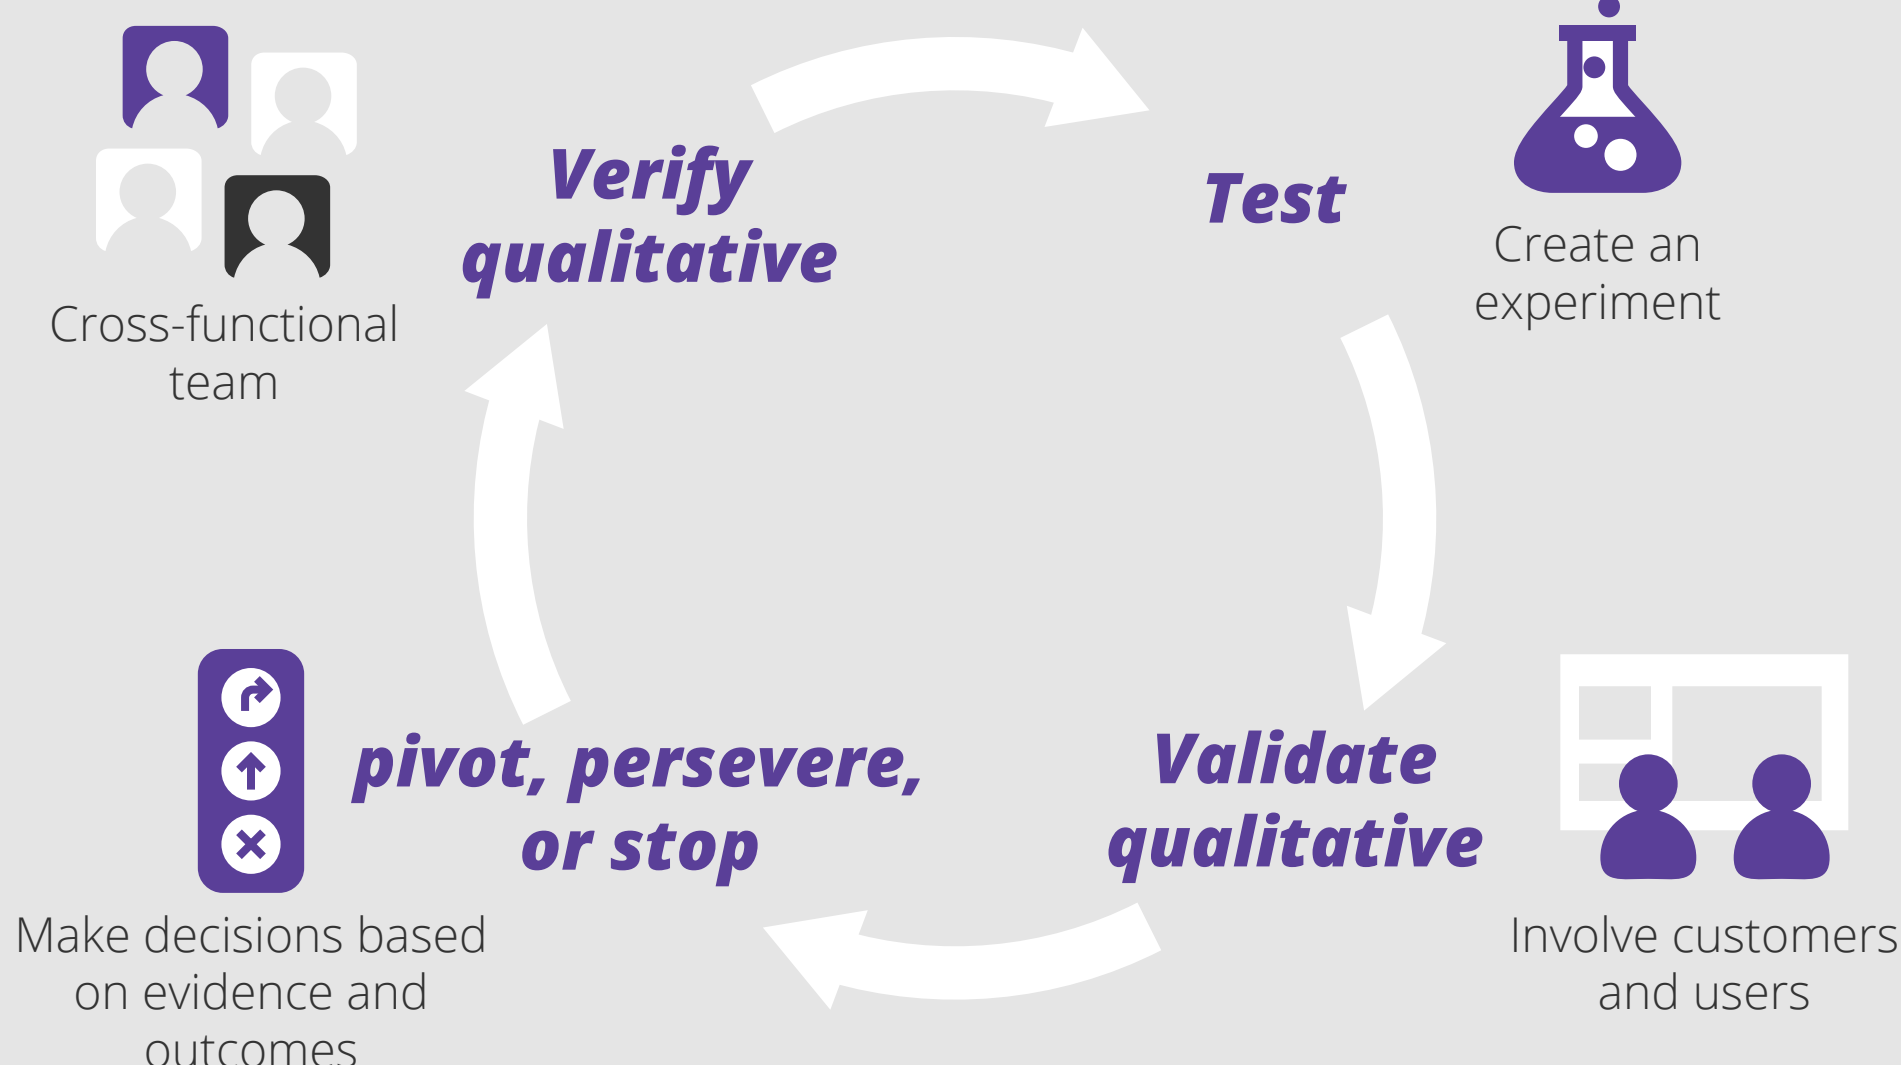 Verify
qualitative
Cross-functional
team
Test
Create an
experiment
Validate
qualitative
Involve customers
and users
pivot, persevere,
or stop
Make decisions based
on evidence and
outcomes